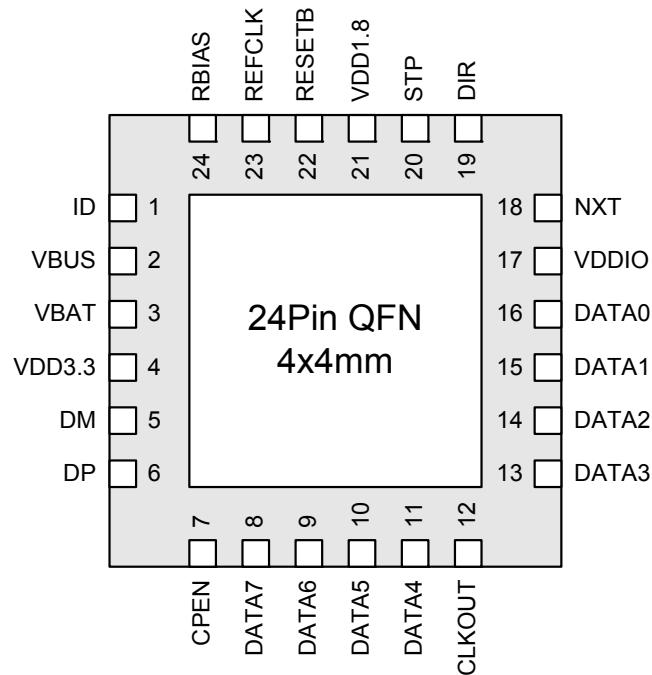 RBIAS
REFCLK
RESETB
VDD1.8
STP
DIR
24
23
22
21
20
19
ID 1
VBUS 2
VBAT 3
VDD3.3 4
DM 5
DP 6
24Pin QFN
4x4mm
18 NXT
17 VDDIO
16 DATA0
15 DATA1
14 DATA2
13 DATA3
7
8
9
10
11
12
CPEN
DATA7
DATA6
DATA5
DATA4
CLKOUT